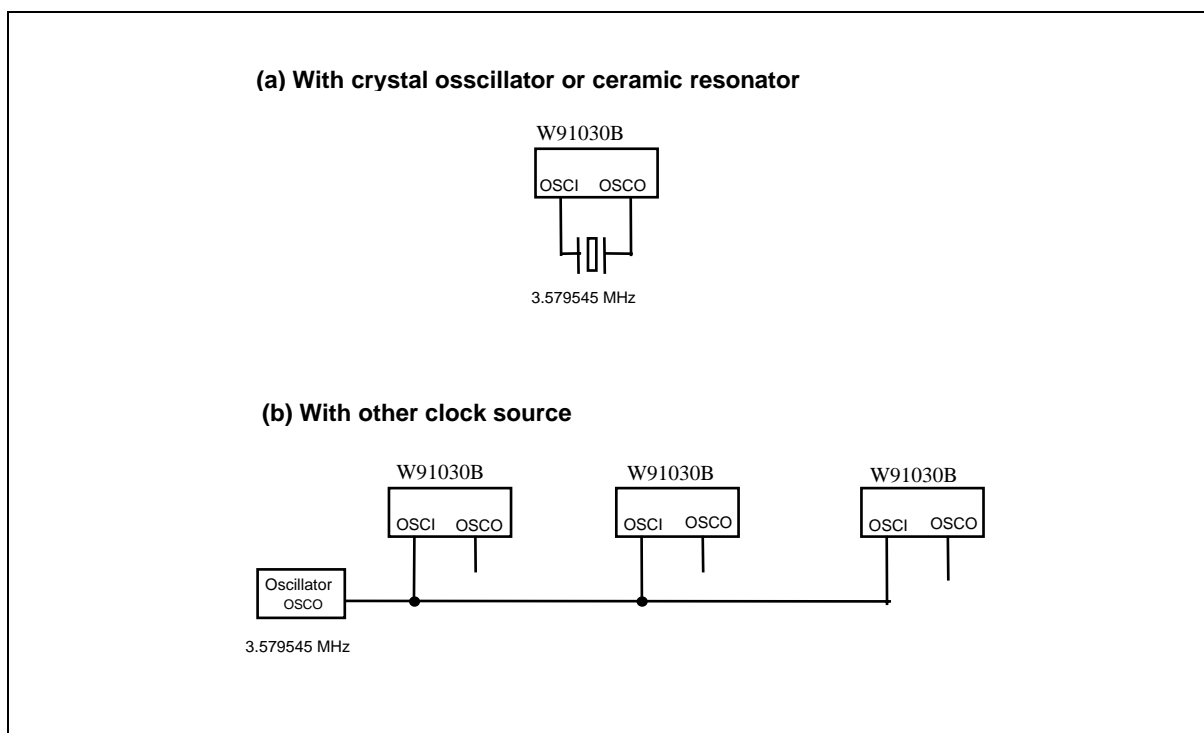 (a) With crystal osscillator or ceramic resonator
W91030B
OSCI OSCO
3.579545 MHz
(b) With other clock source
W91030B W91030B W91030B
OSCI OSCO OSCI OSCO OSCI OSCO
Oscillator
OSCO
3.579545 MHz